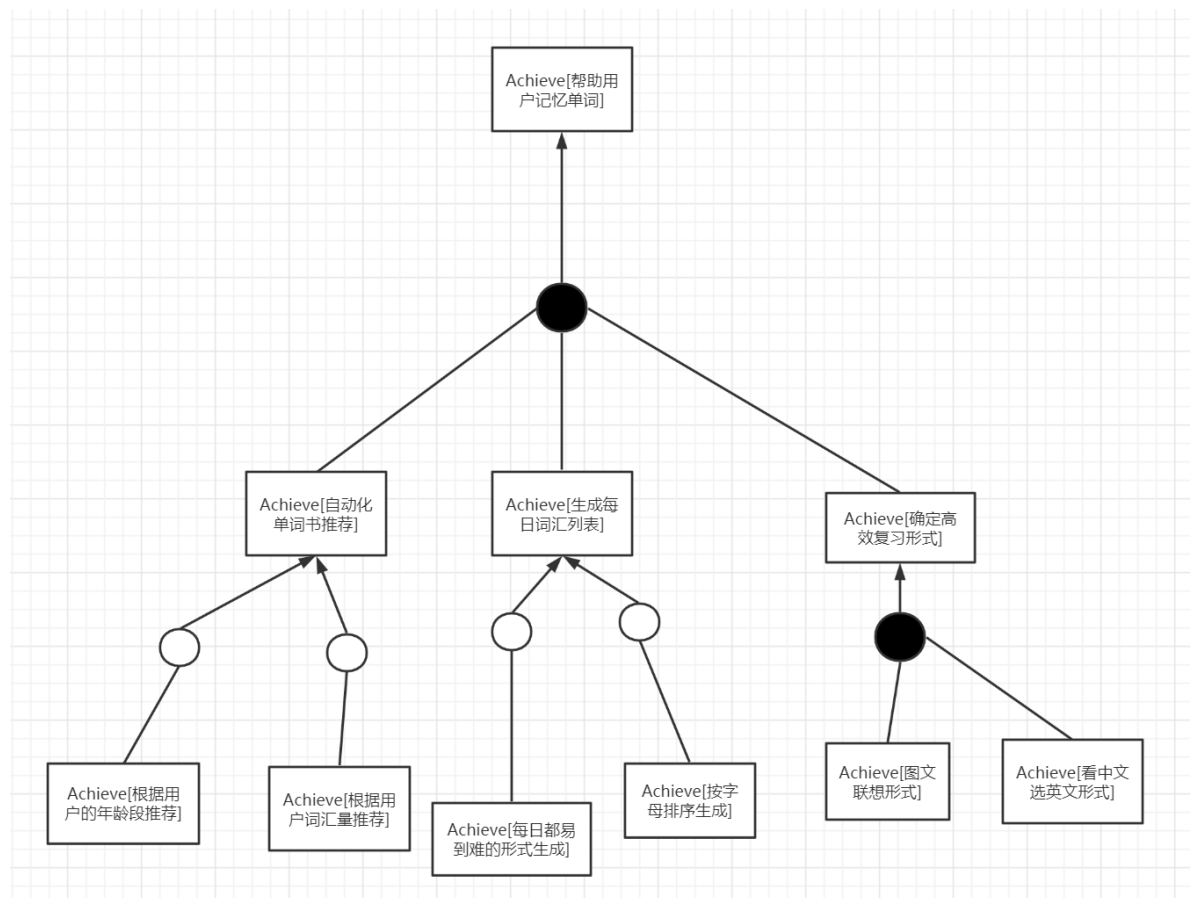 Achieve[帮助用
户记忆单词]
Achieve[自动化
单词书推荐]
Achieve[生成每
日词汇列表]
Achieve[确定高
效复习形式]
Achieve[根据用
户的年龄段推荐]
Achieve[根据用
户词汇量推荐]
Achieve[每日都易
到难的形式生成]
Achieve[按字
母排序生成]
Achieve[图文
联想形式]
Achieve[看中文
选英文形式]